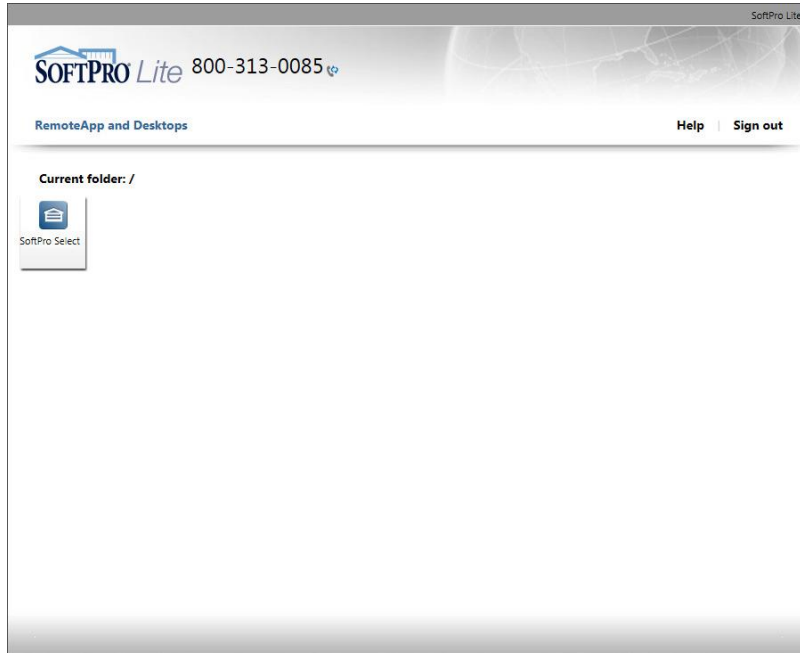 SoftPro Lite
SOFTPRO Lite 800-313-0085
RemoteApp and Desktops
Help | Sign out
Current folder: /
SoftPro Select